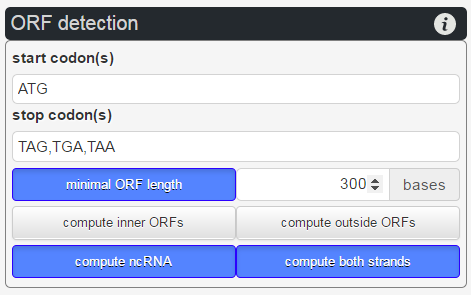 ORF detection i
start codon(s)
ATG
stop codon(s)
TAG,TGA,TAA
minimal ORF length 300 bases
compute inner ORFs compute outside ORFs
compute ncRNA compute both strands